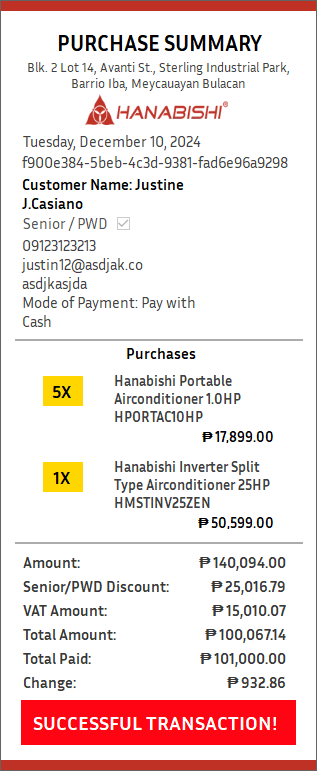 PURCHASE SUMMARY
Blk. 2 Lot 14, Avanti St., Sterling Industrial Park,
Barrio Iba, Meycauayan Bulacan
HANABISHI®
Tuesday, December 10, 2024
f900e384-5beb-4c3d-9381-fad6e96a9298
Customer Name: Justine
J.Casiano
Senior / PWD
09123123213
justin12@asdjak.co
asdjkasjda
Mode of Payment: Pay with
Cash
Purchases
5X
Hanabishi Portable
Airconditioner 1.0HP
HPORTAC10HP
₱ 17,899.00
1X
Hanabishi Inverter Split
Type Airconditioner 25HP
HMSTINV25ZEN
₱ 50,599.00
Amount: ₱ 140,094.00
Senior/PWD Discount: ₱ 25,016.79
VAT Amount: ₱ 15,010.07
Total Amount: ₱ 100,067.14
Total Paid: ₱ 101,000.00
Change: ₱ 932.86
SUCCESSFUL TRANSACTION!